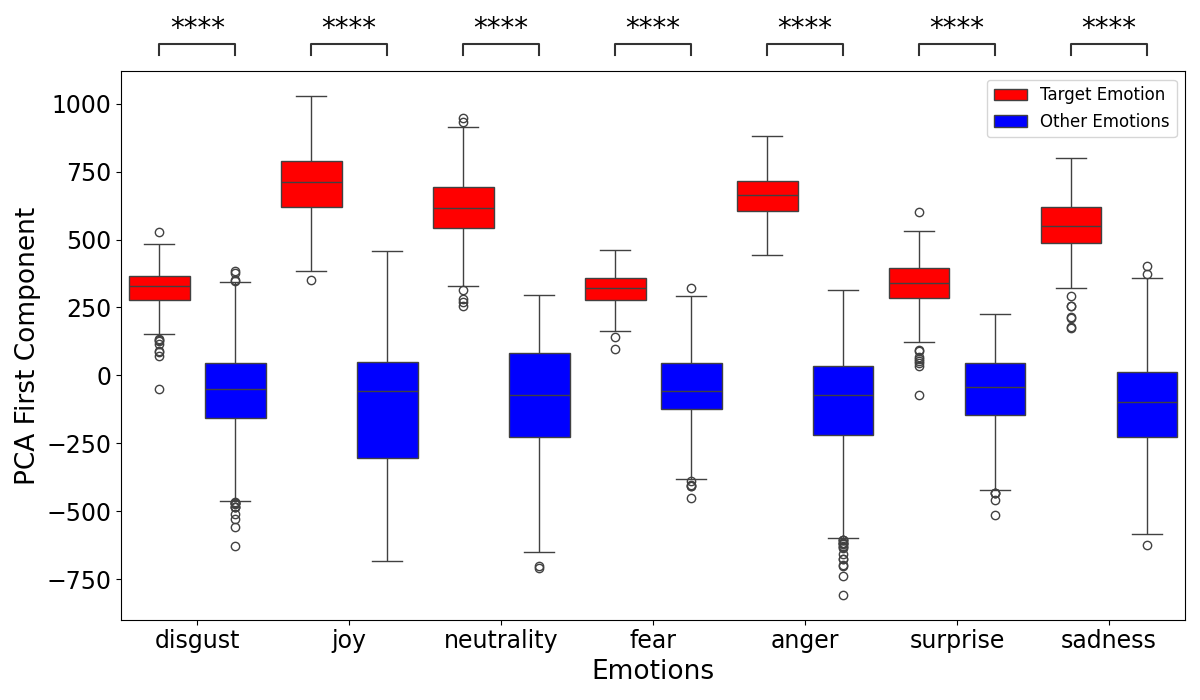 **** **** **** **** **** **** ****
Target Emotion
Other Emotions
PCA First Component
1000
750
500
250
0
−250
−500
−750
disgust joy neutrality fear anger surprise sadness
Emotions